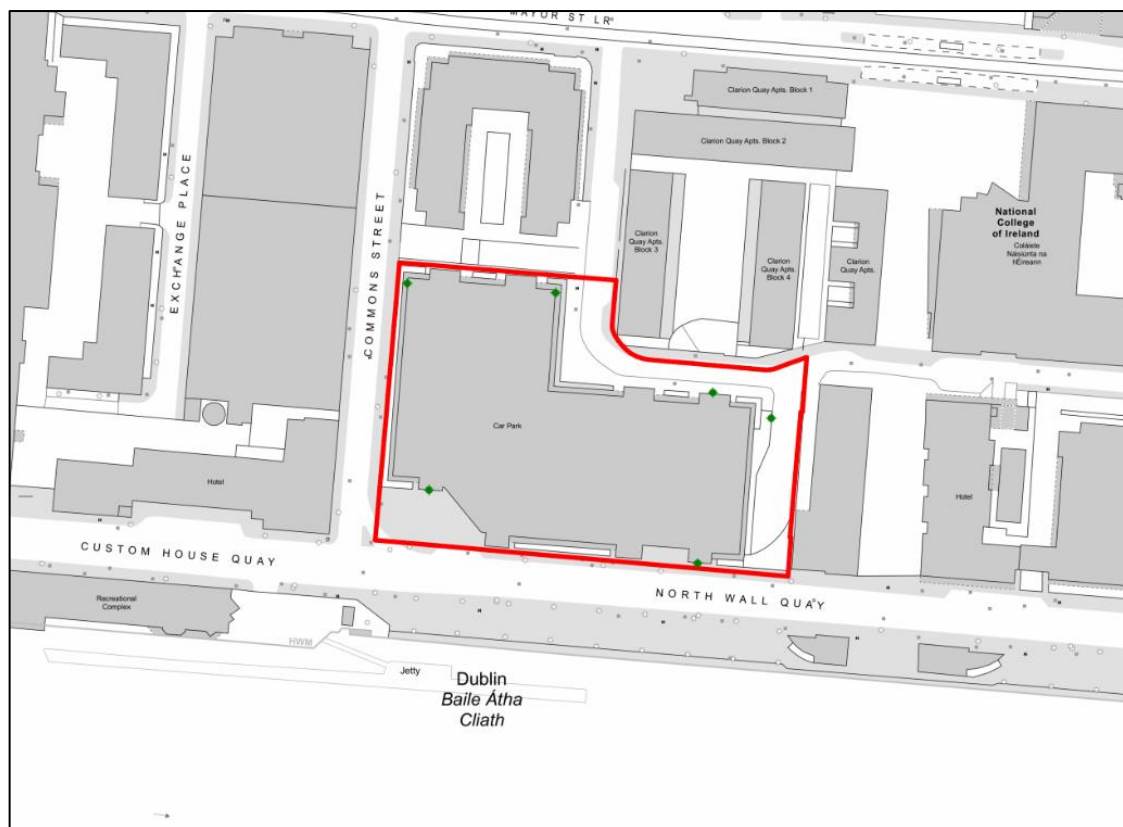 MAYOR ST LR
EXCHANGE PLACE
COMMONS STREET
Clarion Quay Apts. Block 1
Clarion Quay Apts. Block 2
Clarion
Quay Apts.
Block 3
Clarion
Quay Apts.
Block 4
Clarion
Quay Apts.
National
College
of Ireland
Coláiste
Náisiúnta na
hÉireann
Car Park
Hotel
Hotel
CUSTOM HOUSE QUAY
NORTH WALL QUAY
Recreational
Complex
HWM
Jetty
Dublin
Baile Átha
Cliath